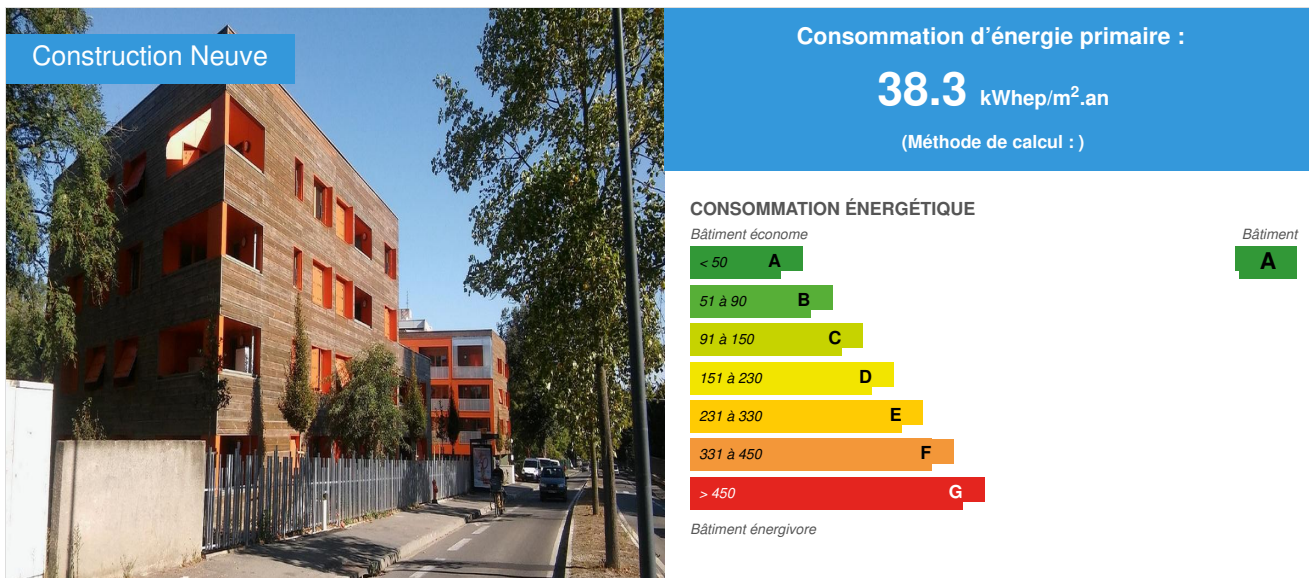 Construction Neuve
Consommation d'énergie primaire :
38.3 kWhep/m².an
(Méthode de calcul : )
CONSOMMATION ÉNERGÉTIQUE
Bâtiment économe
Bâtiment
< 50 A
A
51 à 90 B
91 à 150 C
151 à 230 D
231 à 330 E
331 à 450 F
> 450 G
Bâtiment énergivore